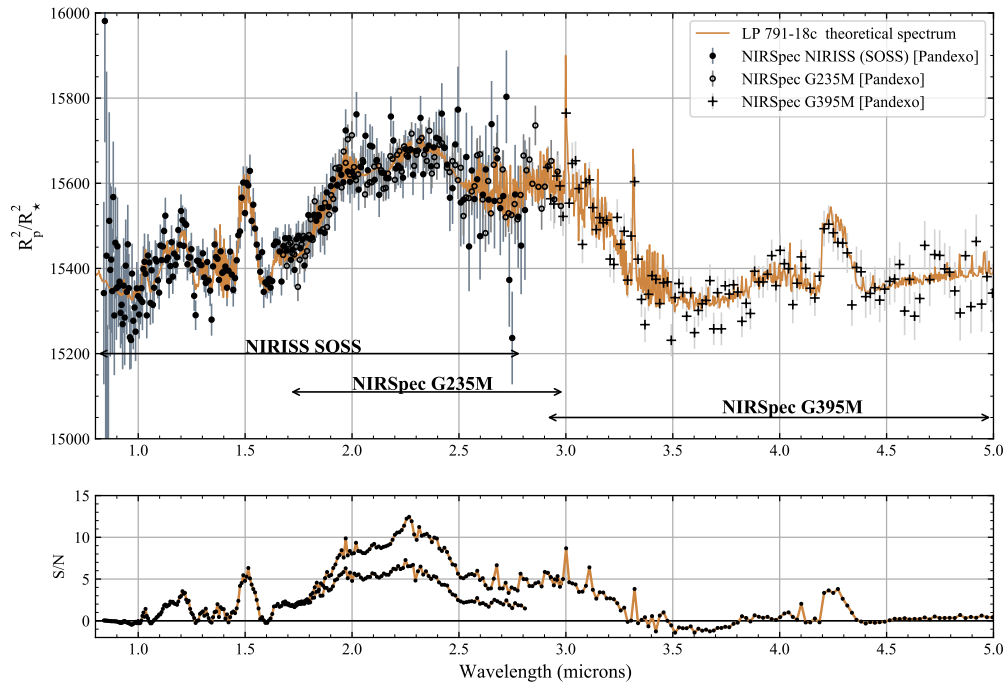 16000
15800
15600
15400
15200
15000
R_p^2/R_⋆^2
LP 791-18c theoretical spectrum
NIRSpec NIRISS (SOSS) [Pandexo]
NIRSpec G235M [Pandexo]
NIRSpec G395M [Pandexo]
NIRISS SOSS
NIRSpec G235M
NIRSpec G395M
1.0 1.5 2.0 2.5 3.0 3.5 4.0 4.5 5.0
15
10
5
0
S/N
1.0 1.5 2.0 2.5 3.0 3.5 4.0 4.5 5.0
Wavelength (microns)